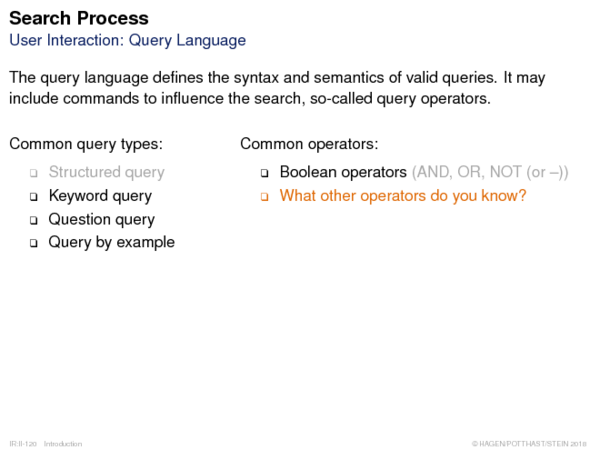 Search Process
User Interaction: Query Language
The query language defines the syntax and semantics of valid queries. It may
include commands to influence the search, so-called query operators.
Common query types:
❑ Structured query
❑ Keyword query
❑ Question query
❑ Query by example
Common operators:
❑ Boolean operators (AND, OR, NOT (or –))
❑ What other operators do you know?
IR:II-120 Introduction
© HAGEN/POTTHAST/STEIN 2018